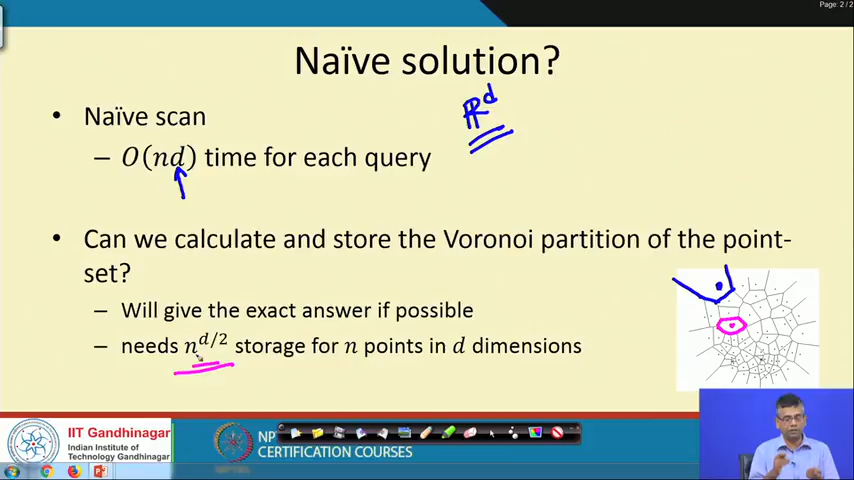 Page: 2 / 2
Naïve solution?
ℝᵈ
• Naïve scan
– O(nd) time for each query
• Can we calculate and store the Voronoi partition of the point-
set?
– Will give the exact answer if possible
– needs n^{d/2} storage for n points in d dimensions
IIT Gandhinagar
Indian Institute of
Technology Gandhinagar
NPT
CERTIFICATION COURSES